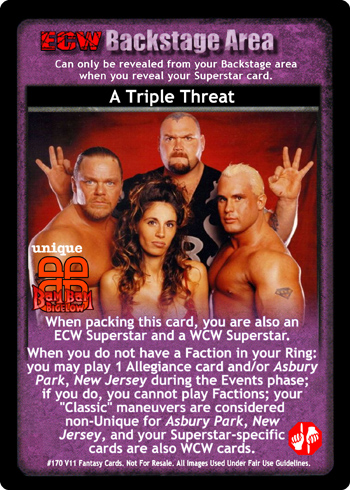 ECW Backstage Area
Can only be revealed from your Backstage area
when you reveal your Superstar card.
A Triple Threat
unique
BAM BAM
BIGELOW
When packing this card, you are also an
ECW Superstar and a WCW Superstar.
When you do not have a Faction in your Ring:
you may play 1 Allegiance card and/or Asbury
Park, New Jersey during the Events phase;
if you do, you cannot play Factions; your
"Classic" maneuvers are considered
non-Unique for Asbury Park, New
Jersey, and your Superstar-specific
cards are also WCW cards.
#170 V11 Fantasy Cards. Not For Resale. All Images Used Under Fair Use Guidelines.